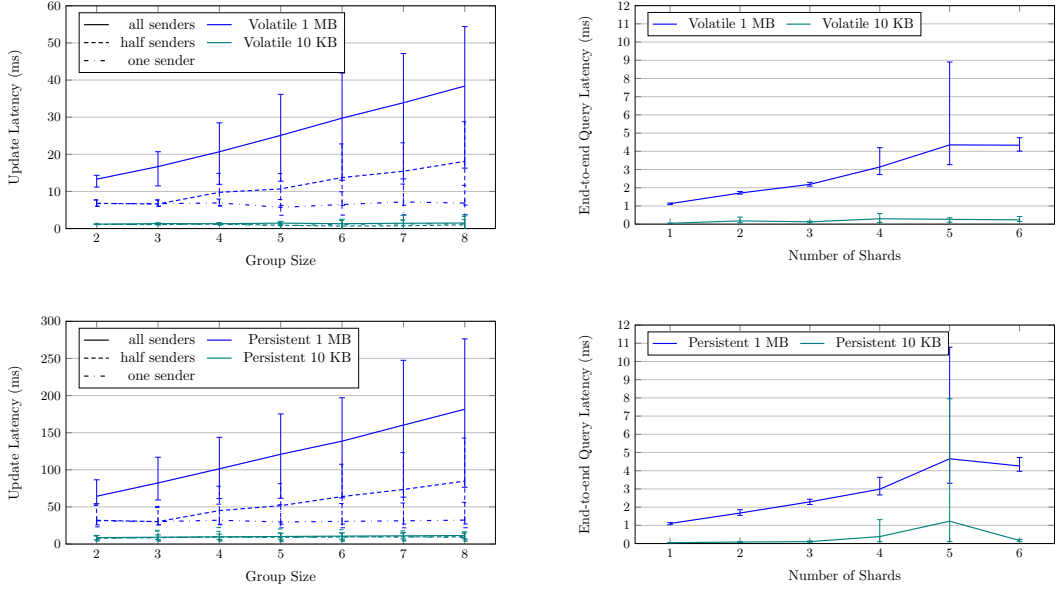 60
50
40
30
20
10
0
Update Latency (ms)
all senders
half senders
one sender
Volatile 1 MB
Volatile 10 KB
2 3 4 5 6 7 8
Group Size
12
11
10
9
8
7
6
5
4
3
2
1
0
End-to-end Query Latency (ms)
Volatile 1 MB Volatile 10 KB
1 2 3 4 5 6
Number of Shards
300
250
200
150
100
50
0
Update Latency (ms)
all senders
half senders
one sender
Persistent 1 MB
Persistent 10 KB
2 3 4 5 6 7 8
Group Size
12
11
10
9
8
7
6
5
4
3
2
1
0
End-to-end Query Latency (ms)
Persistent 1 MB Persistent 10 KB
1 2 3 4 5 6
Number of Shards